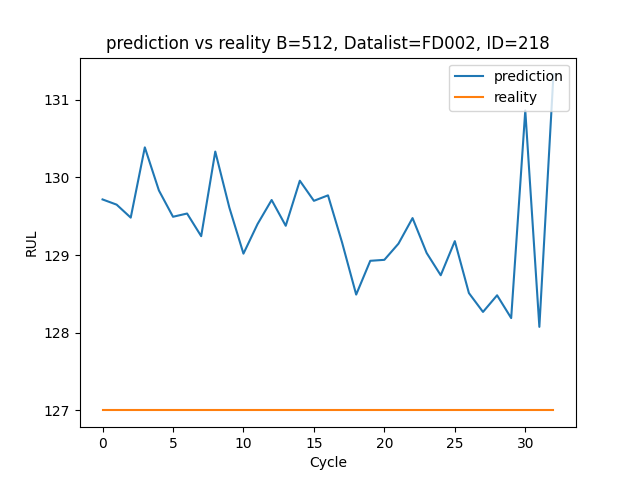 prediction vs reality B=512, Datalist=FD002, ID=218
prediction
reality
131
130
129
128
127
RUL
0 5 10 15 20 25 30
Cycle